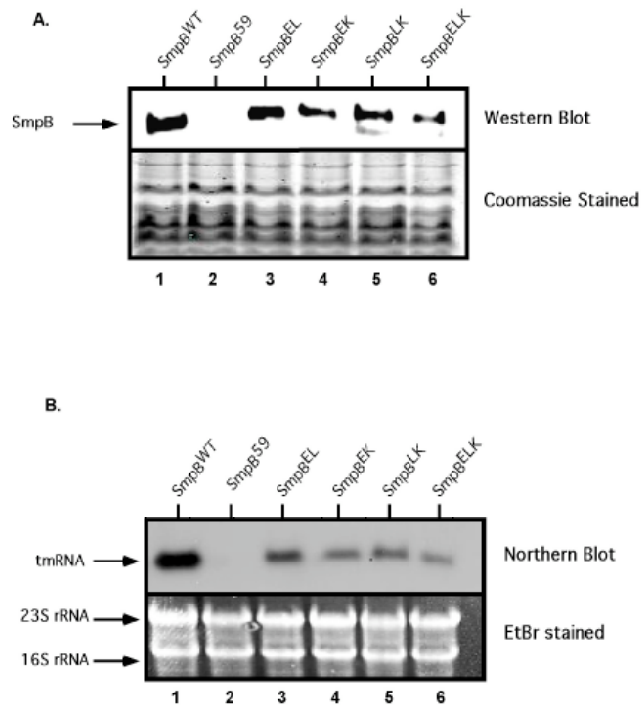 A.
SmpBWT SmpB59 SmpBEL SmpBEK SmpBLK SmpBELK
SmpB
Western Blot
Coomassie Stained
1 2 3 4 5 6
B.
SmpBWT SmpB59 SmpBEL SmpBEK SmpBLK SmpBELK
tmRNA
Northern Blot
23S rRNA
EtBr stained
16S rRNA
1 2 3 4 5 6